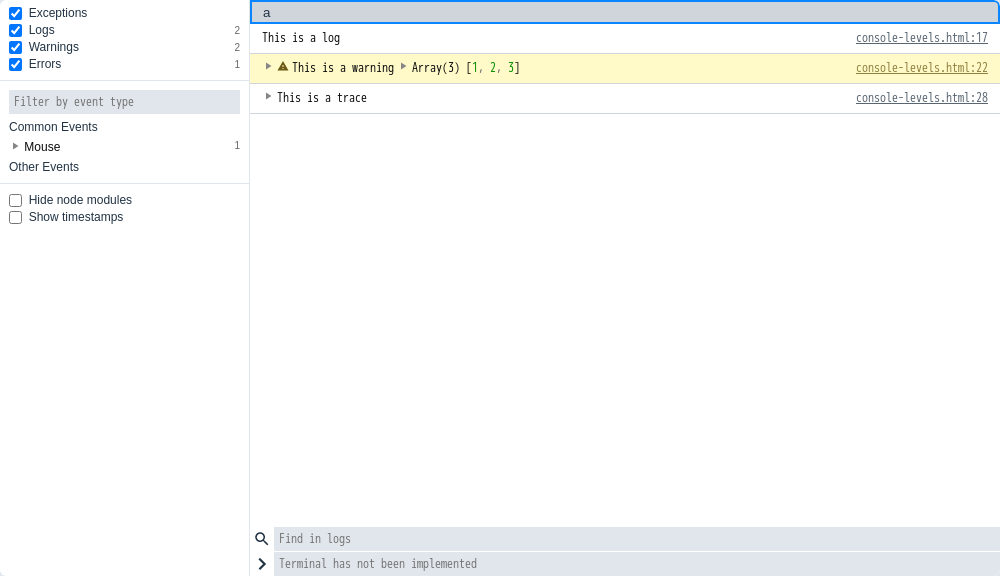 Exceptions
Logs 2
Warnings 2
Errors 1
Filter by event type
Common Events
Mouse 1
Other Events
Hide node modules
Show timestamps
a
This is a log console-levels.html:17
This is a warning Array(3) [1, 2, 3] console-levels.html:22
This is a trace console-levels.html:28
Find in logs
Terminal has not been implemented